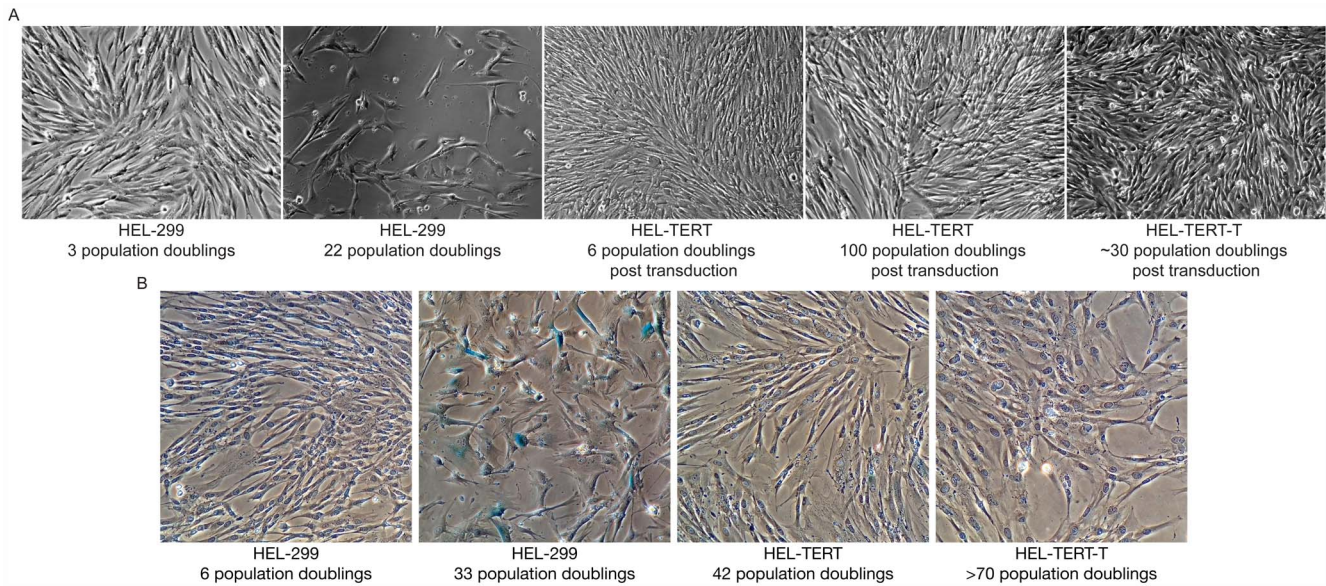 A
HEL-299
3 population doublings
HEL-299
22 population doublings
HEL-TERT
6 population doublings
post transduction
HEL-TERT
100 population doublings
post transduction
HEL-TERT-T
~30 population doublings
post transduction
B
HEL-299
6 population doublings
HEL-299
33 population doublings
HEL-TERT
42 population doublings
HEL-TERT-T
>70 population doublings